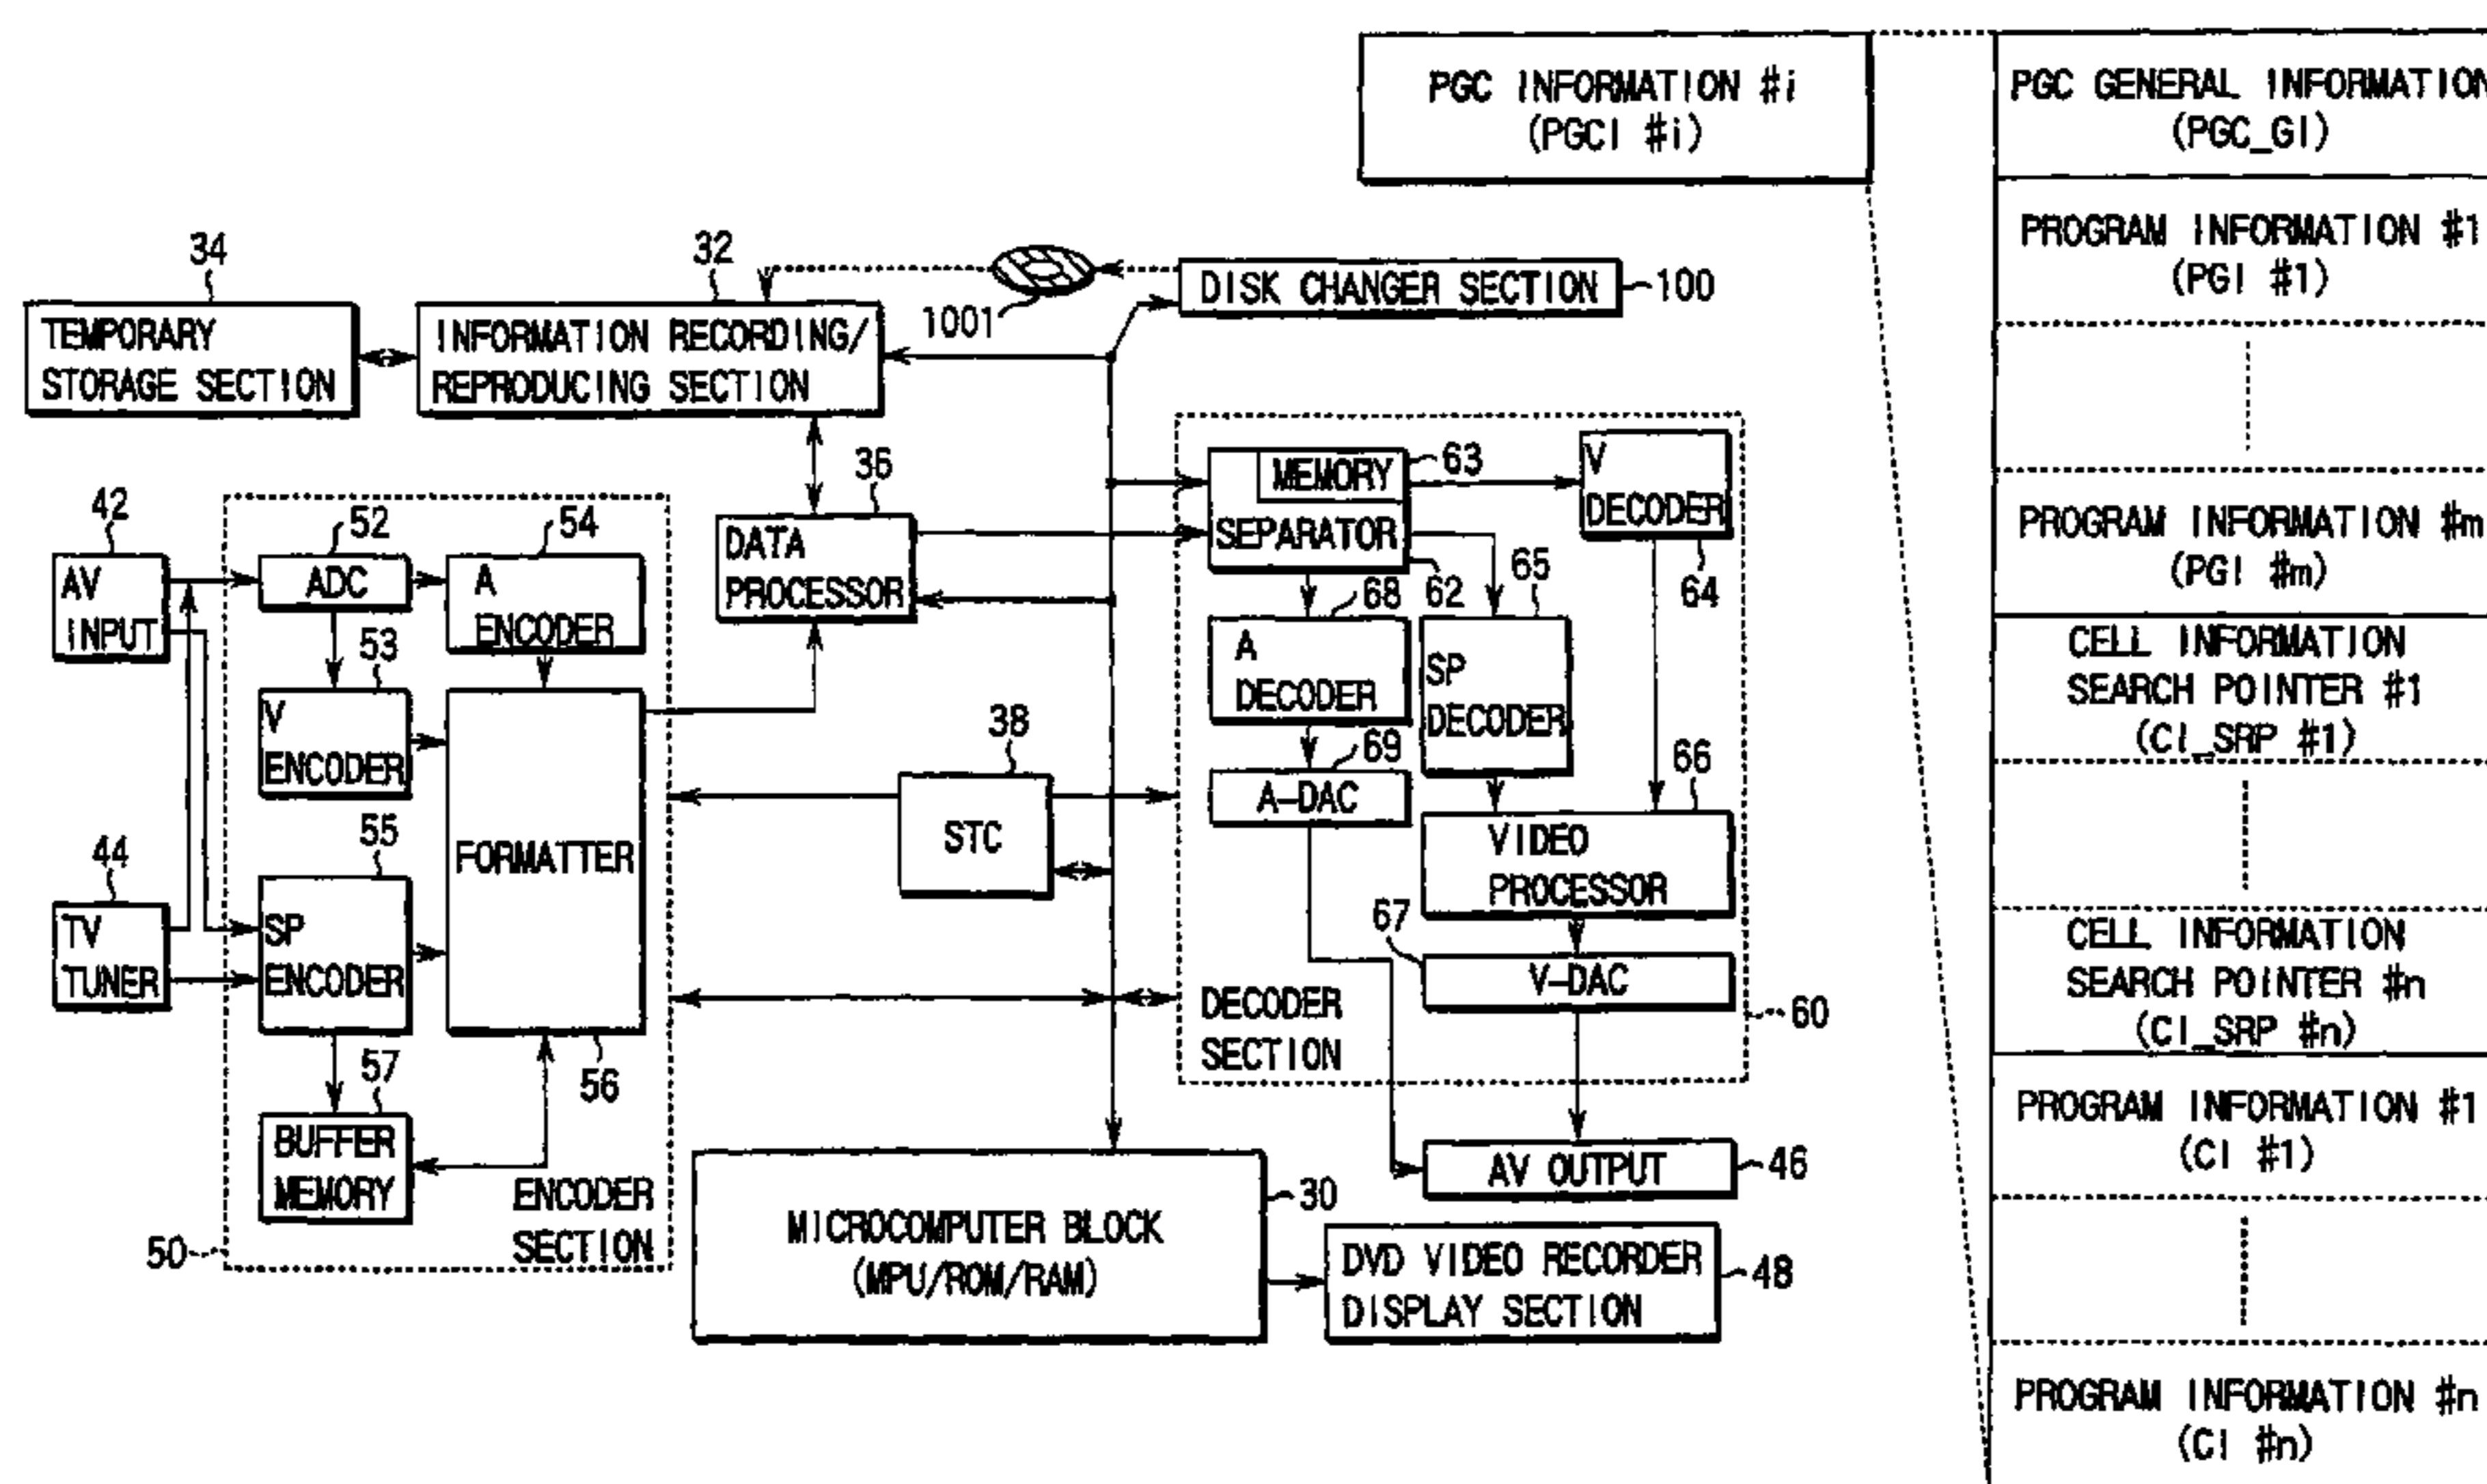 PGC INFORMATION #i
(PGCI #i)
PGC GENERAL INFORMATION
(PGC_GI)
PROGRAM INFORMATION #1
(PGI #1)
PROGRAM INFORMATION #m
(PGI #m)
CELL INFORMATION
SEARCH POINTER #1
(CI_SRP #1)
CELL INFORMATION
SEARCH POINTER #n
(CI_SRP #n)
PROGRAM INFORMATION #1
(CI #1)
PROGRAM INFORMATION #n
(CI #n)
34
TEMPORARY
STORAGE SECTION
32
INFORMATION RECORDING/
REPRODUCING SECTION
1001
DISK CHANGER SECTION
100
36
DATA
PROCESSOR
42
AV
INPUT
44
TV
TUNER
52
ADC
54
A
ENCODER
53
V
ENCODER
55
SP
ENCODER
FORMATTER
56
57
BUFFER
MEMORY
ENCODER
SECTION
50
38
STC
MEMORY
63
SEPARATOR
62
V
DECODER
64
68
A
DECODER
65
SP
DECODER
69
A-DAC
66
VIDEO
PROCESSOR
67
V-DAC
DECODER
SECTION
60
AV OUTPUT
46
MICROCOMPUTER BLOCK
(MPU/ROM/RAM)
30
DVD VIDEO RECORDER
DISPLAY SECTION
48